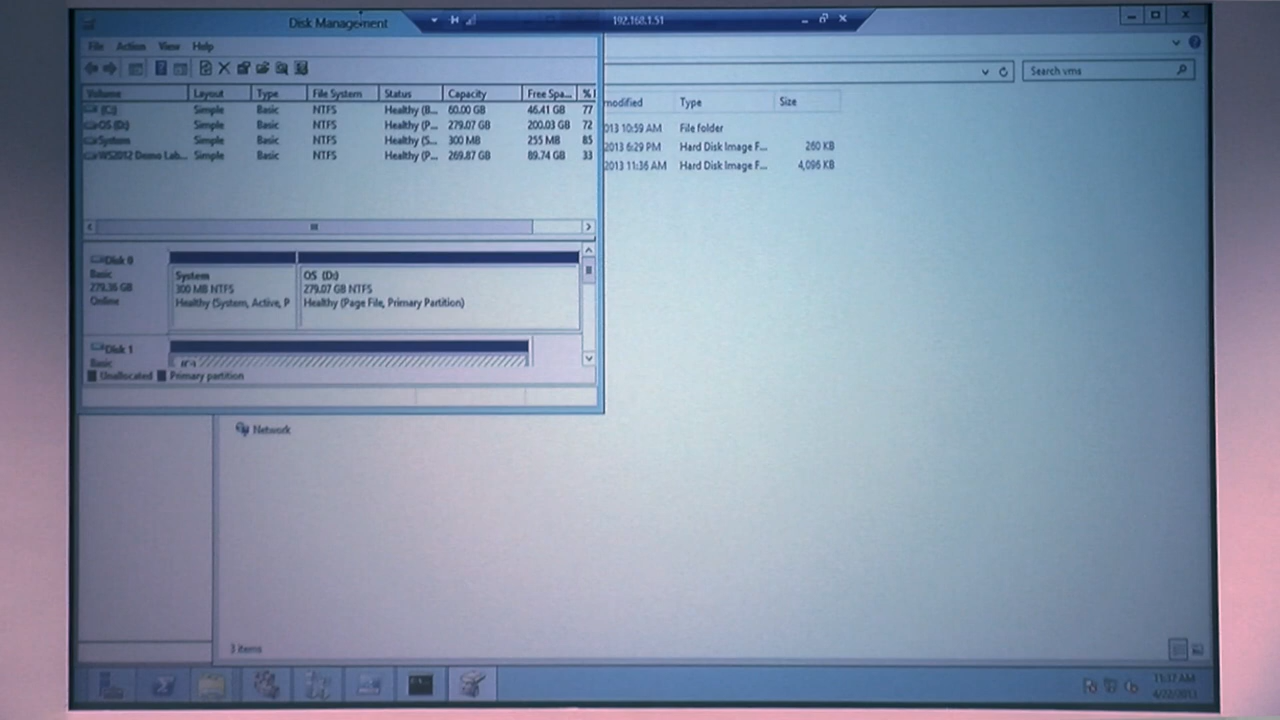 Disk Management
192.168.1.51
File Action View Help
Search vms
Volume Layout Type File System Status Capacity Free Spa... %
(C:) Simple Basic NTFS Healthy (B... 60.00 GB 46.41 GB 77
OS (D:) Simple Basic NTFS Healthy (P... 279.07 GB 200.03 GB 72
System Simple Basic NTFS Healthy (S... 300 MB 255 MB 85
WS2012 Demo Lab... Simple Basic NTFS Healthy (P... 269.87 GB 89.74 GB 33
modified Type Size
013 10:59 AM File folder
2013 6:29 PM Hard Disk Image F... 260 KB
2013 11:36 AM Hard Disk Image F... 4,096 KB
Disk 0
Basic
279.36 GB
Online
System
300 MB NTFS
Healthy (System, Active, P
OS (D:)
279.07 GB NTFS
Healthy (Page File, Primary Partition)
Disk 1
Basic
Unallocated Primary partition
Network
3 items
11:37 AM
4/22/2013